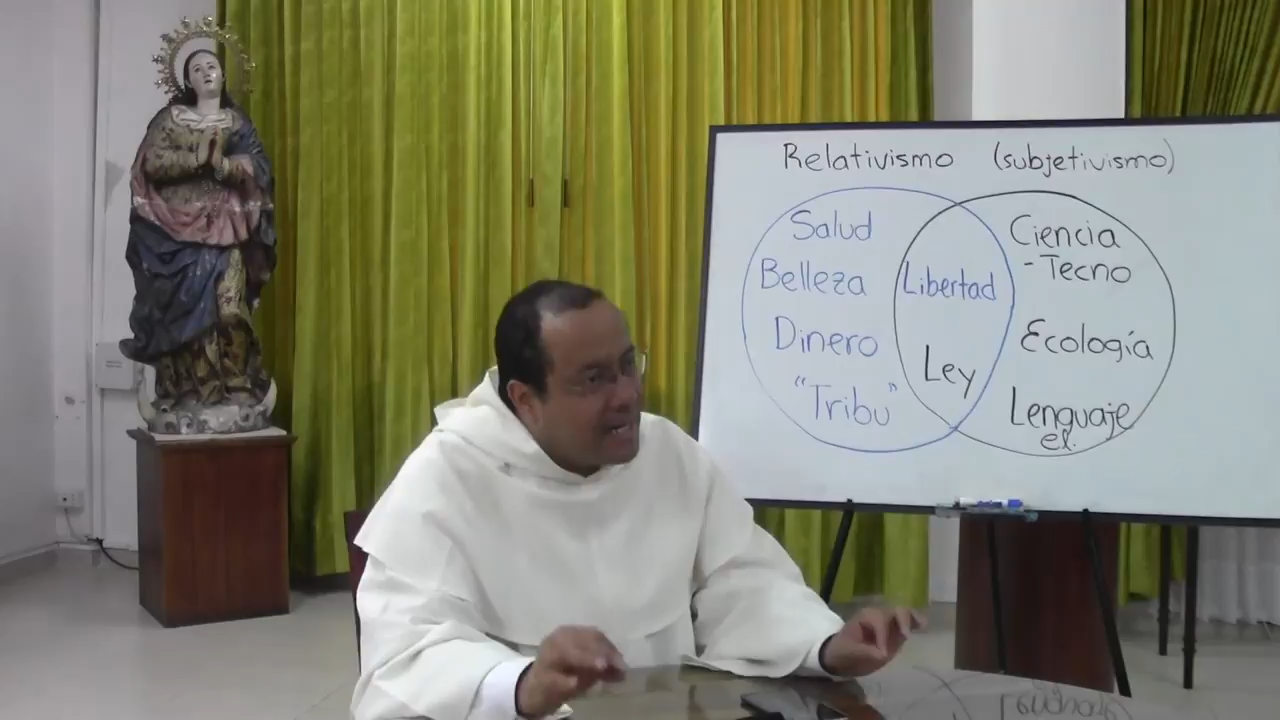 Relativismo (subjetivismo)
Salud
Belleza
Dinero
"Tribu"
Libertad
Ley
Ciencia
- Tecno
Ecología
Lenguaje
el.